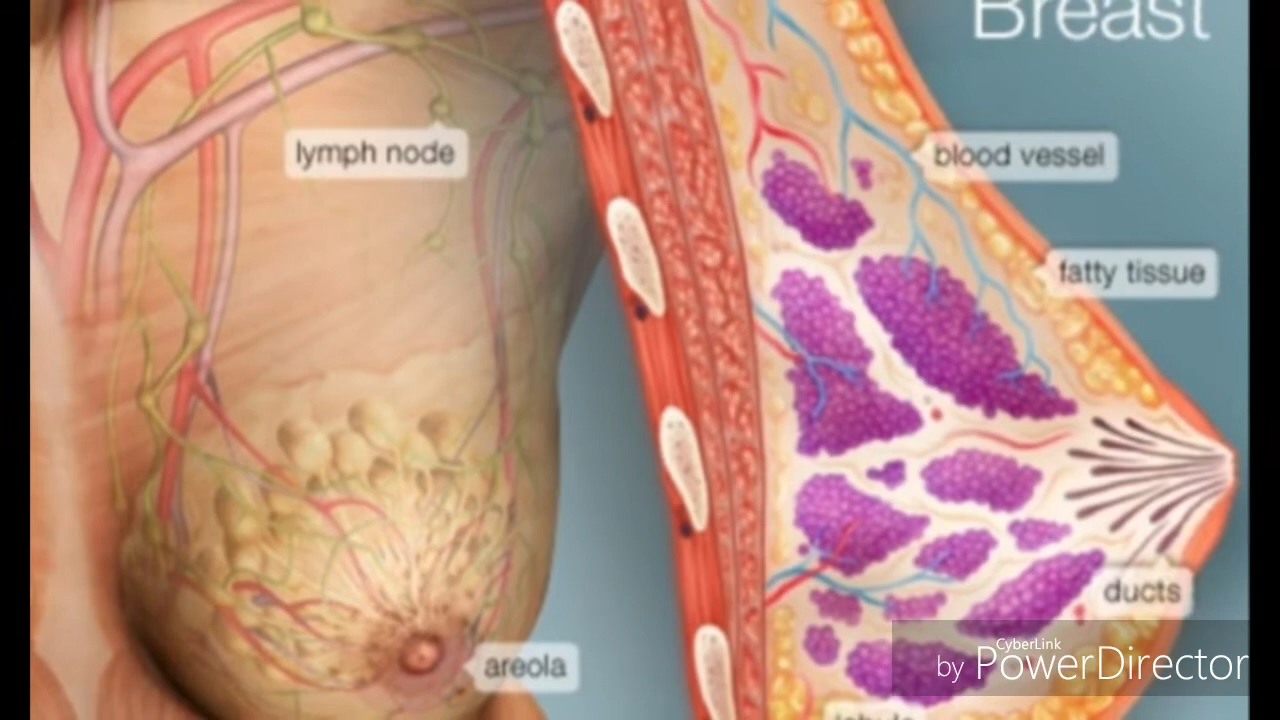 Breast
lymph node
blood vessel
fatty tissue
ducts
areola
CyberLink
by PowerDirector